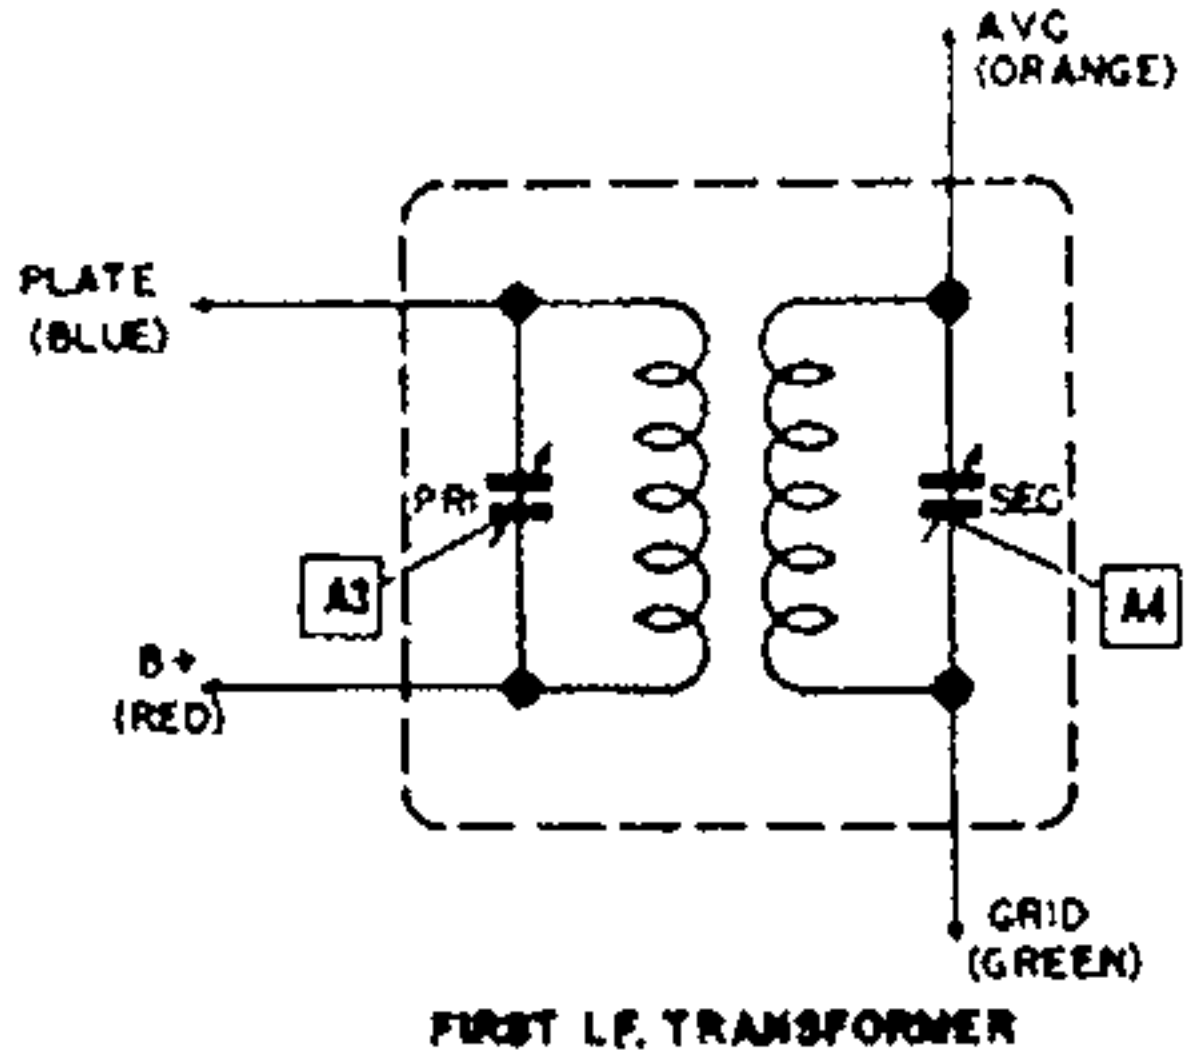 AVC
(ORANGE)
PLATE
(BLUE)
PRI
SEC
A3
A4
B+
(RED)
GRID
(GREEN)
FIRST I.F. TRANSFORMER